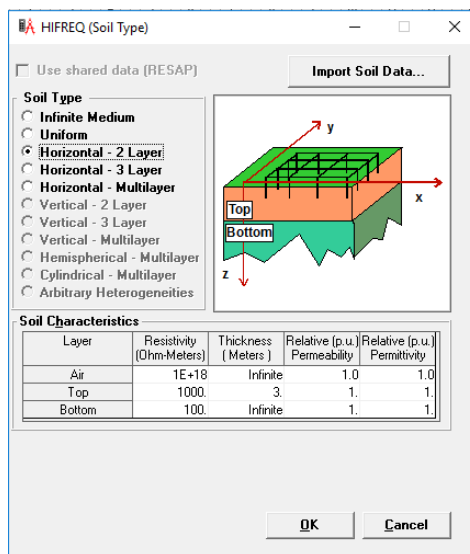 HIFREQ (Soil Type)
Use shared data (RESAP)
Import Soil Data...
Soil Type
Infinite Medium
Uniform
Horizontal - 2 Layer
Horizontal - 3 Layer
Horizontal - Multilayer
Vertical - 2 Layer
Vertical - 3 Layer
Vertical - Multilayer
Hemispherical - Multilayer
Cylindrical - Multilayer
Arbitrary Heterogeneities
y
x
Top
Bottom
z
Soil Characteristics
Layer Resistivity (Ohm-Meters) Thickness ( Meters ) Relative (p.u.) Permeability Relative (p.u.) Permittivity
Air 1E+18 Infinite 1.0 1.0
Top 1000. 3. 1. 1.
Bottom 100. Infinite 1. 1.
OK Cancel